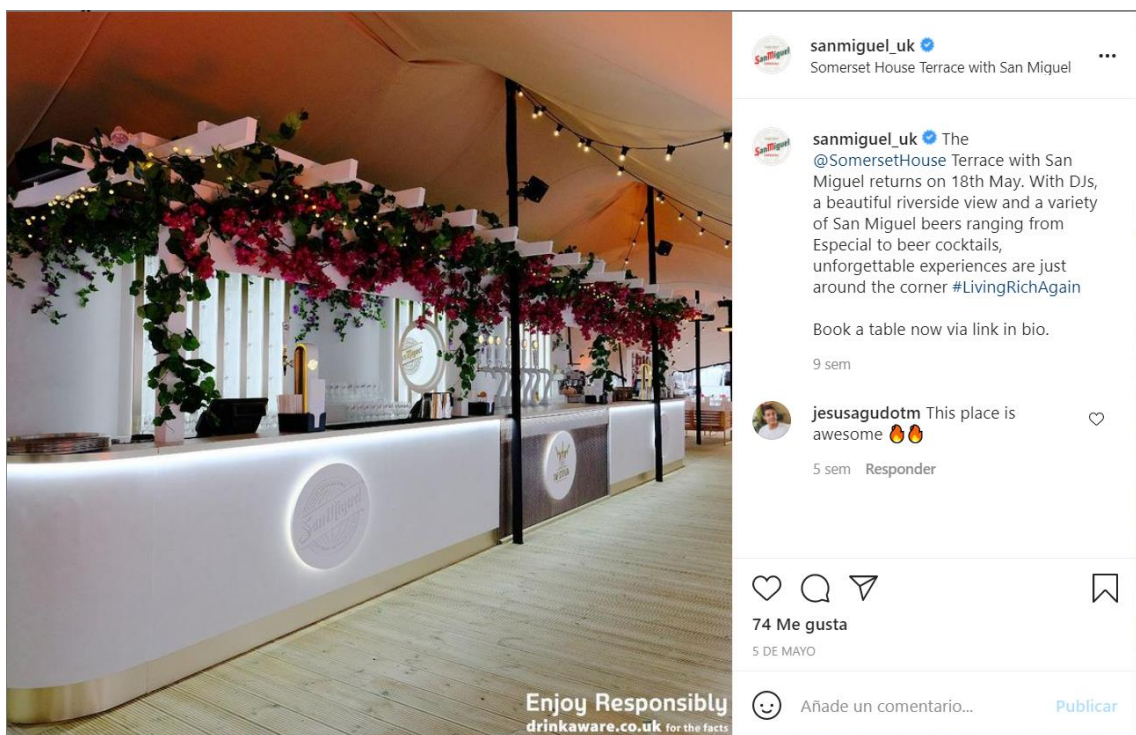 sanmiguel_uk
Somerset House Terrace with San Miguel
San Miguel
sanmiguel_uk The
@SomersetHouse Terrace with San
Miguel returns on 18th May. With DJs,
a beautiful riverside view and a variety
of San Miguel beers ranging from
Especial to beer cocktails,
unforgettable experiences are just
around the corner #LivingRichAgain
Book a table now via link in bio.
9 sem
jesusagudotm This place is
awesome 🔥🔥
5 sem Responder
74 Me gusta
5 DE MAYO
Añade un comentario... Publicar
San Miguel
San Miguel
Enjoy Responsibly
drinkaware.co.uk for the facts